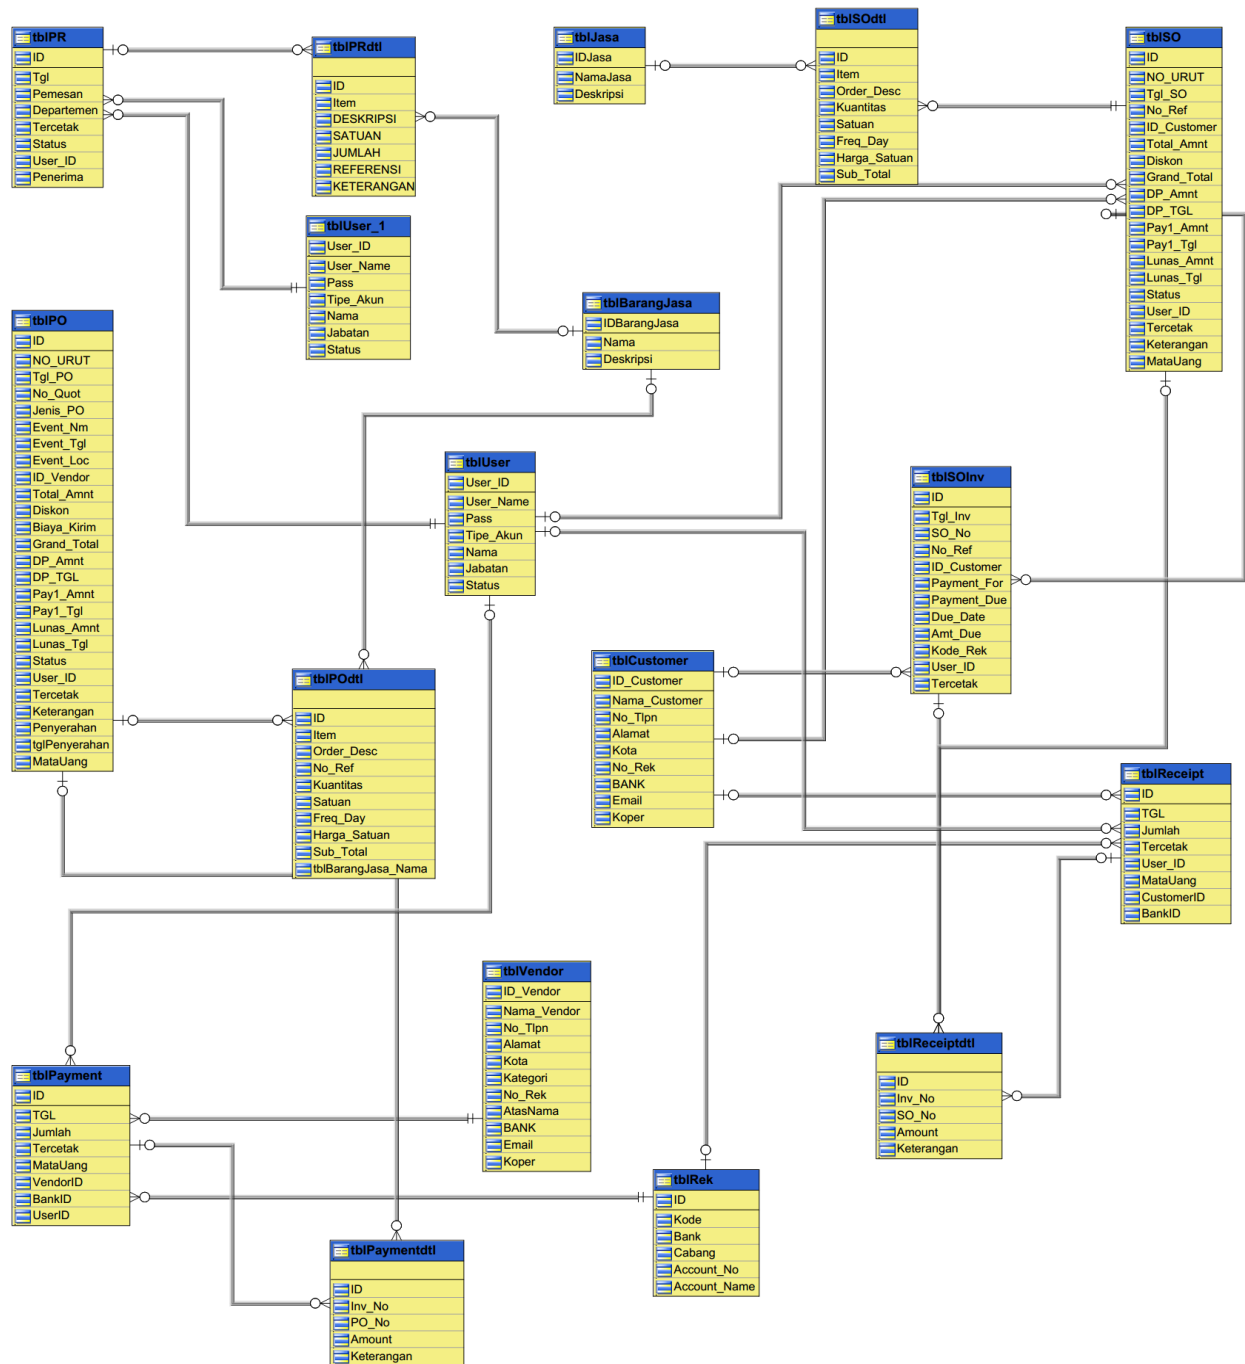 tblPR
ID
Tgl
Pemesan
Departemen
Tercetak
Status
User_ID
Penerima
tblPRdtl
ID
Item
DESKRIPSI
SATUAN
JUMLAH
REFERENSI
KETERANGAN
tblJasa
IDJasa
NamaJasa
Deskripsi
tblSOdtl
ID
Item
Order_Desc
Kuantitas
Satuan
Freq_Day
Harga_Satuan
Sub_Total
tblSO
ID
NO_URUT
Tgl_SO
No_Ref
ID_Customer
Total_Amnt
Diskon
Grand_Total
DP_Amnt
DP_TGL
Pay1_Amnt
Pay1_Tgl
Lunas_Amnt
Lunas_Tgl
Status
User_ID
Tercetak
Keterangan
MataUang
tblUser_1
User_ID
User_Name
Pass
Tipe_Akun
Nama
Jabatan
Status
tblBarangJasa
IDBarangJasa
Nama
Deskripsi
tblPO
ID
NO_URUT
Tgl_PO
No_Quot
Jenis_PO
Event_Nm
Event_Tgl
Event_Loc
ID_Vendor
Total_Amnt
Diskon
Biaya_Kirim
Grand_Total
DP_Amnt
DP_TGL
Pay1_Amnt
Pay1_Tgl
Lunas_Amnt
Lunas_Tgl
Status
User_ID
Tercetak
Keterangan
Penyerahan
tglPenyerahan
MataUang
tblUser
User_ID
User_Name
Pass
Tipe_Akun
Nama
Jabatan
Status
tblSOInv
ID
Tgl_Inv
SO_No
No_Ref
ID_Customer
Payment_For
Payment_Due
Due_Date
Amt_Due
Kode_Rek
User_ID
Tercetak
tblCustomer
ID_Customer
Nama_Customer
No_Tlpn
Alamat
Kota
No_Rek
BANK
Email
Koper
tblPOdtl
ID
Item
Order_Desc
No_Ref
Kuantitas
Satuan
Freq_Day
Harga_Satuan
Sub_Total
tblBarangJasa_Nama
tblReceipt
ID
TGL
Jumlah
Tercetak
User_ID
MataUang
CustomerID
BankID
tblVendor
ID_Vendor
Nama_Vendor
No_Tlpn
Alamat
Kota
Kategori
No_Rek
AtasNama
BANK
Email
Koper
tblReceiptdtl
ID
Inv_No
SO_No
Amount
Keterangan
tblPayment
ID
TGL
Jumlah
Tercetak
MataUang
VendorID
BankID
UserID
tblRek
ID
Kode
Bank
Cabang
Account_No
Account_Name
tblPaymentdtl
ID
Inv_No
PO_No
Amount
Keterangan